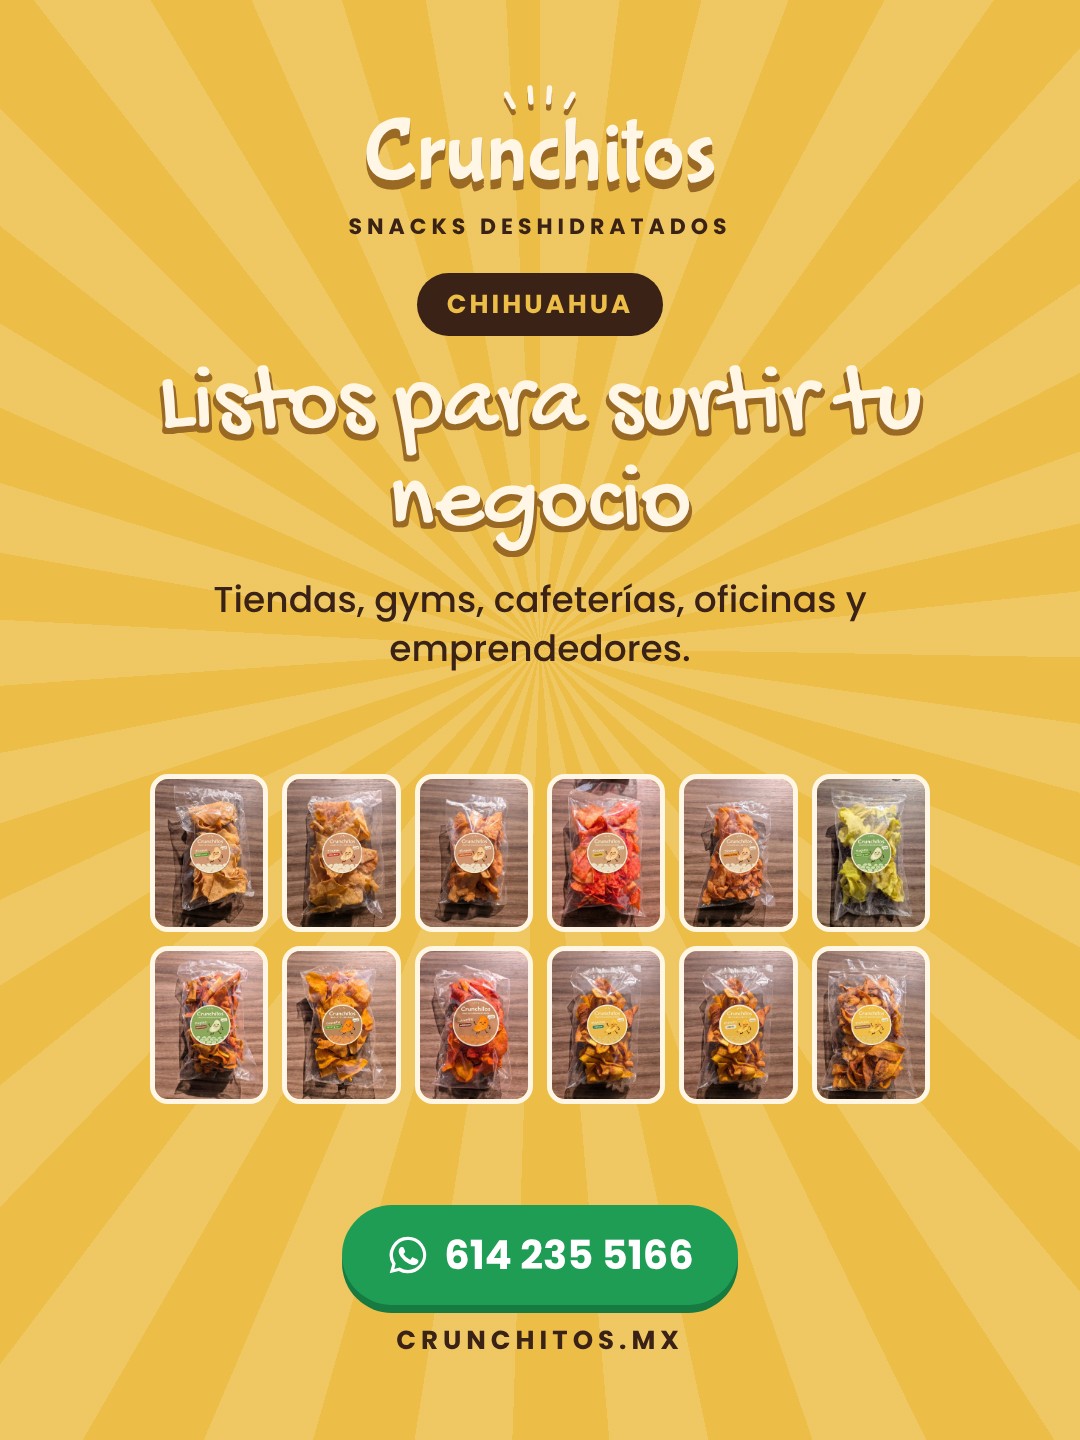 Crunchitos
SNACKS DESHIDRATADOS
CHIHUAHUA
Listos para surtir tu
negocio
Tiendas, gyms, cafeterías, oficinas y
emprendedores.
614 235 5166
CRUNCHITOS.MX